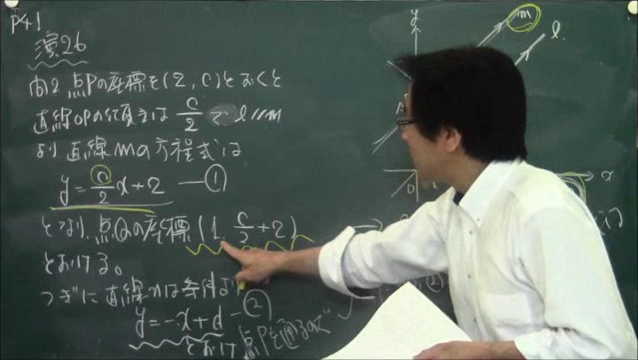 P41
演26
問2 点Pの座標を(2, c)とおくと
直線OPの傾きは c/2 で l//m
より直線mの方程式は
y = c/2 x + 2 — ①
となり、点Qの座標 (1, c/2 + 2)
とおける。
つぎに直線nは条件より
y = -x + d — ②
とおけ 点Pを通るので
m
l
x